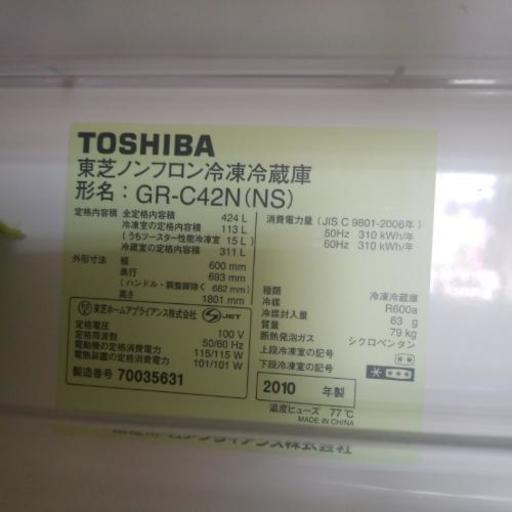 TOSHIBA
東芝ノンフロン冷凍冷蔵庫
形名：GR-C42N(NS)
定格内容積 全定格内容積 424 L
冷凍室の定格内容積 113 L
(うちフースター性能冷凍室 15 L)
冷蔵室の定格内容積 311 L
外形寸法 幅 600 mm
奥行 693 mm
(ハンドル・調整脚除く 682 mm)
高さ 1801 mm
消費電力量 (JIS C 9801-2006年)
50Hz 310 kWh/年
60Hz 310 kWh/年
東芝ホームアプライアンス株式会社 JET
定格電圧 100 V
定格周波数 50/60 Hz
電動機の定格消費電力 115/115 W
電熱装置の定格消費電力 101/101 W
製造番号 70035631
種類 冷凍冷蔵庫
冷媒 R600a
冷媒封入量 63 g
質量 79 kg
断熱発泡ガス シクロペンタン
上段冷凍室の記号
下段冷凍室の記号
2010 年製
温度ヒューズ 77℃
MADE IN CHINA